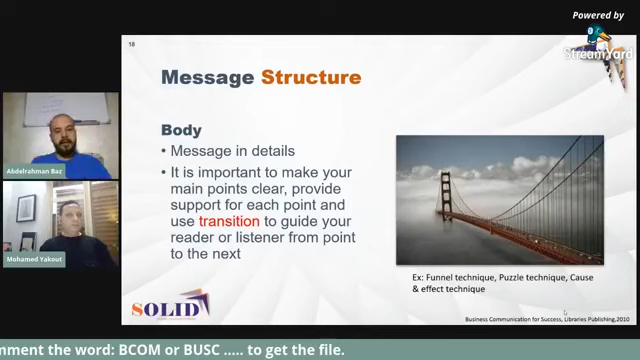 Powered by
StreamYard
18
Message Structure
Body
• Message in details
• It is important to make your
main points clear, provide
support for each point and
use transition to guide your
reader or listener from point
to the next
Ex: Funnel technique, Puzzle technique, Cause
& effect technique
SOLID
Business Communication for Success, Libraries Publishing,2010
Abdelrahman Baz
Mohamed Yakout
mment the word: BCOM or BUSC ..... to get the file.